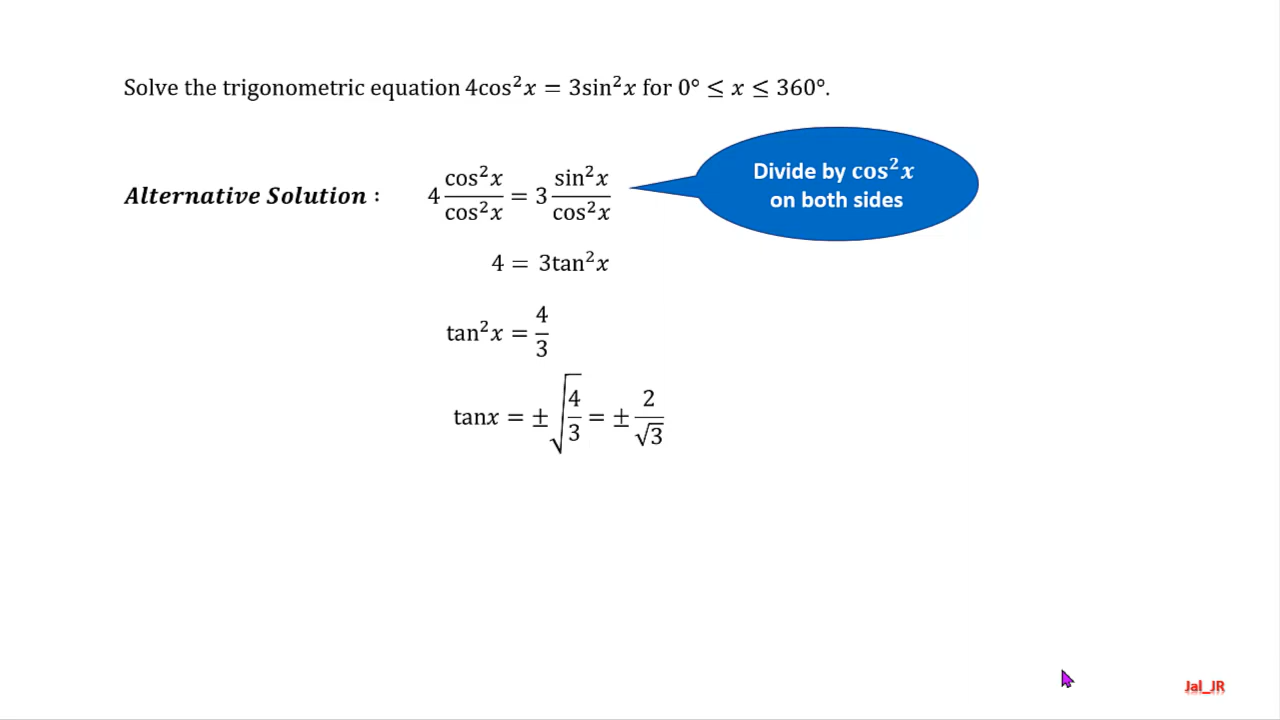 Solve the trigonometric equation 4cos²x = 3sin²x for 0° ≤ x ≤ 360°.
Divide by cos²x
on both sides
Alternative Solution : 4 cos²x/cos²x = 3 sin²x/cos²x
4 = 3tan²x
tan²x = 4/3
tanx = ±√(4/3) = ± 2/√3
Jal_JR